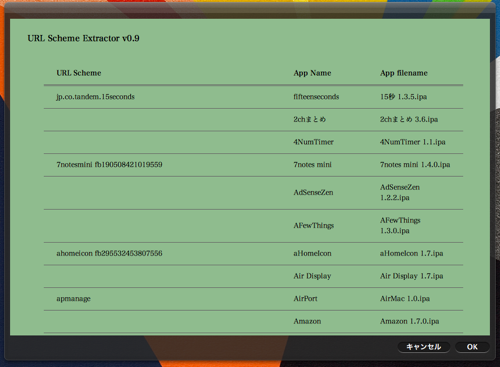 URL Scheme Extractor v0.9
URL Scheme App Name App filename
jp.co.tandem.15seconds fifteenseconds 15秒 1.3.5.ipa
2chまとめ 2chまとめ 3.6.ipa
4NumTimer 4NumTimer 1.1.ipa
7notesmini fb190508421019559 7notes mini 7notes mini 1.4.0.ipa
AdSenseZen AdSenseZen
1.2.2.ipa
AFewThings AFewThings
1.3.0.ipa
ahomeicon fb295532453807556 aHomeIcon aHomeIcon 1.7.ipa
Air Display Air Display 1.7.ipa
apmanage AirPort AirMac 1.0.ipa
Amazon Amazon 1.7.0.ipa
キャンセル OK